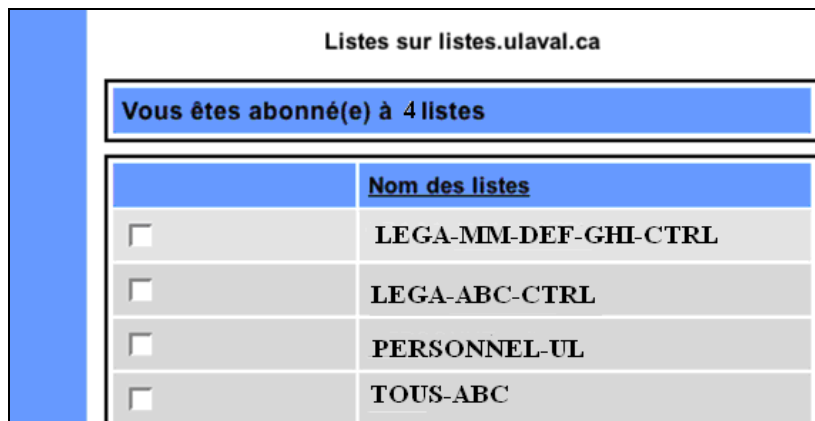 Listes sur listes.ulaval.ca
Vous êtes abonné(e) à 4 listes
Nom des listes
LEGA-MM-DEF-GHI-CTRL
LEGA-ABC-CTRL
PERSONNEL-UL
TOUS-ABC